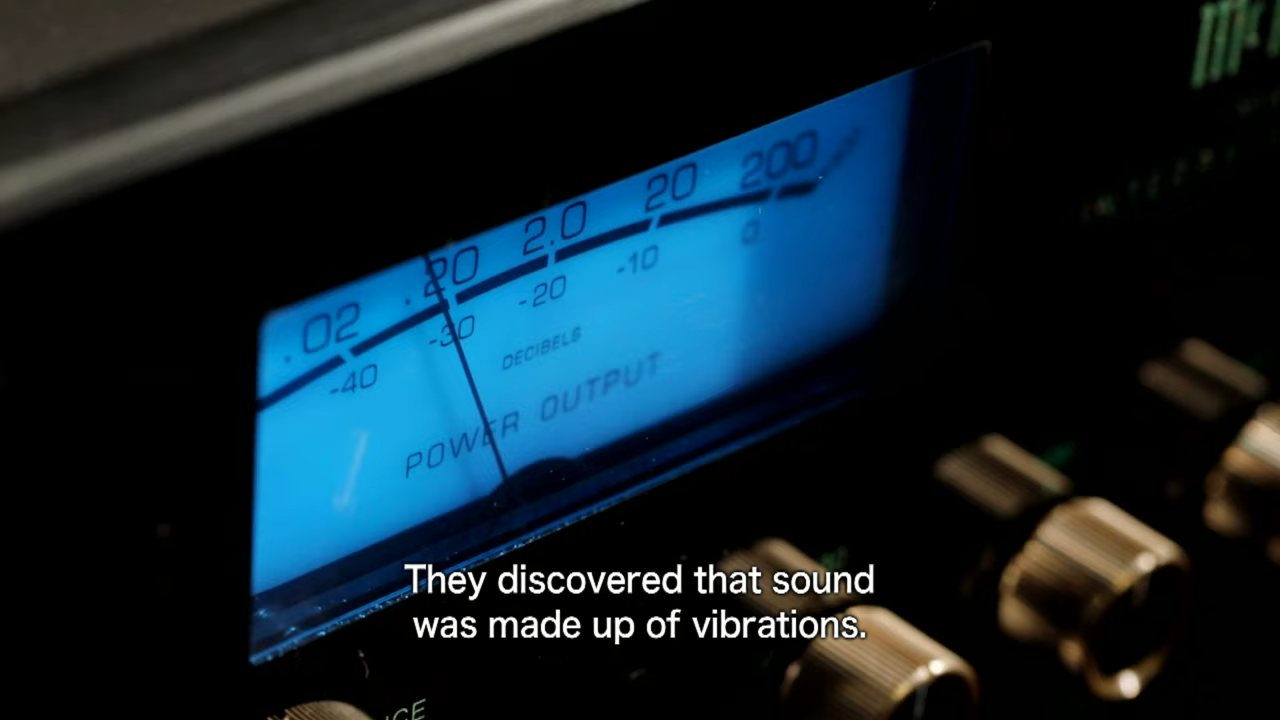 .02 .20 2.0 20 200
-40 -30 -20 -10 0
DECIBELS
POWER OUTPUT
They discovered that sound
was made up of vibrations.